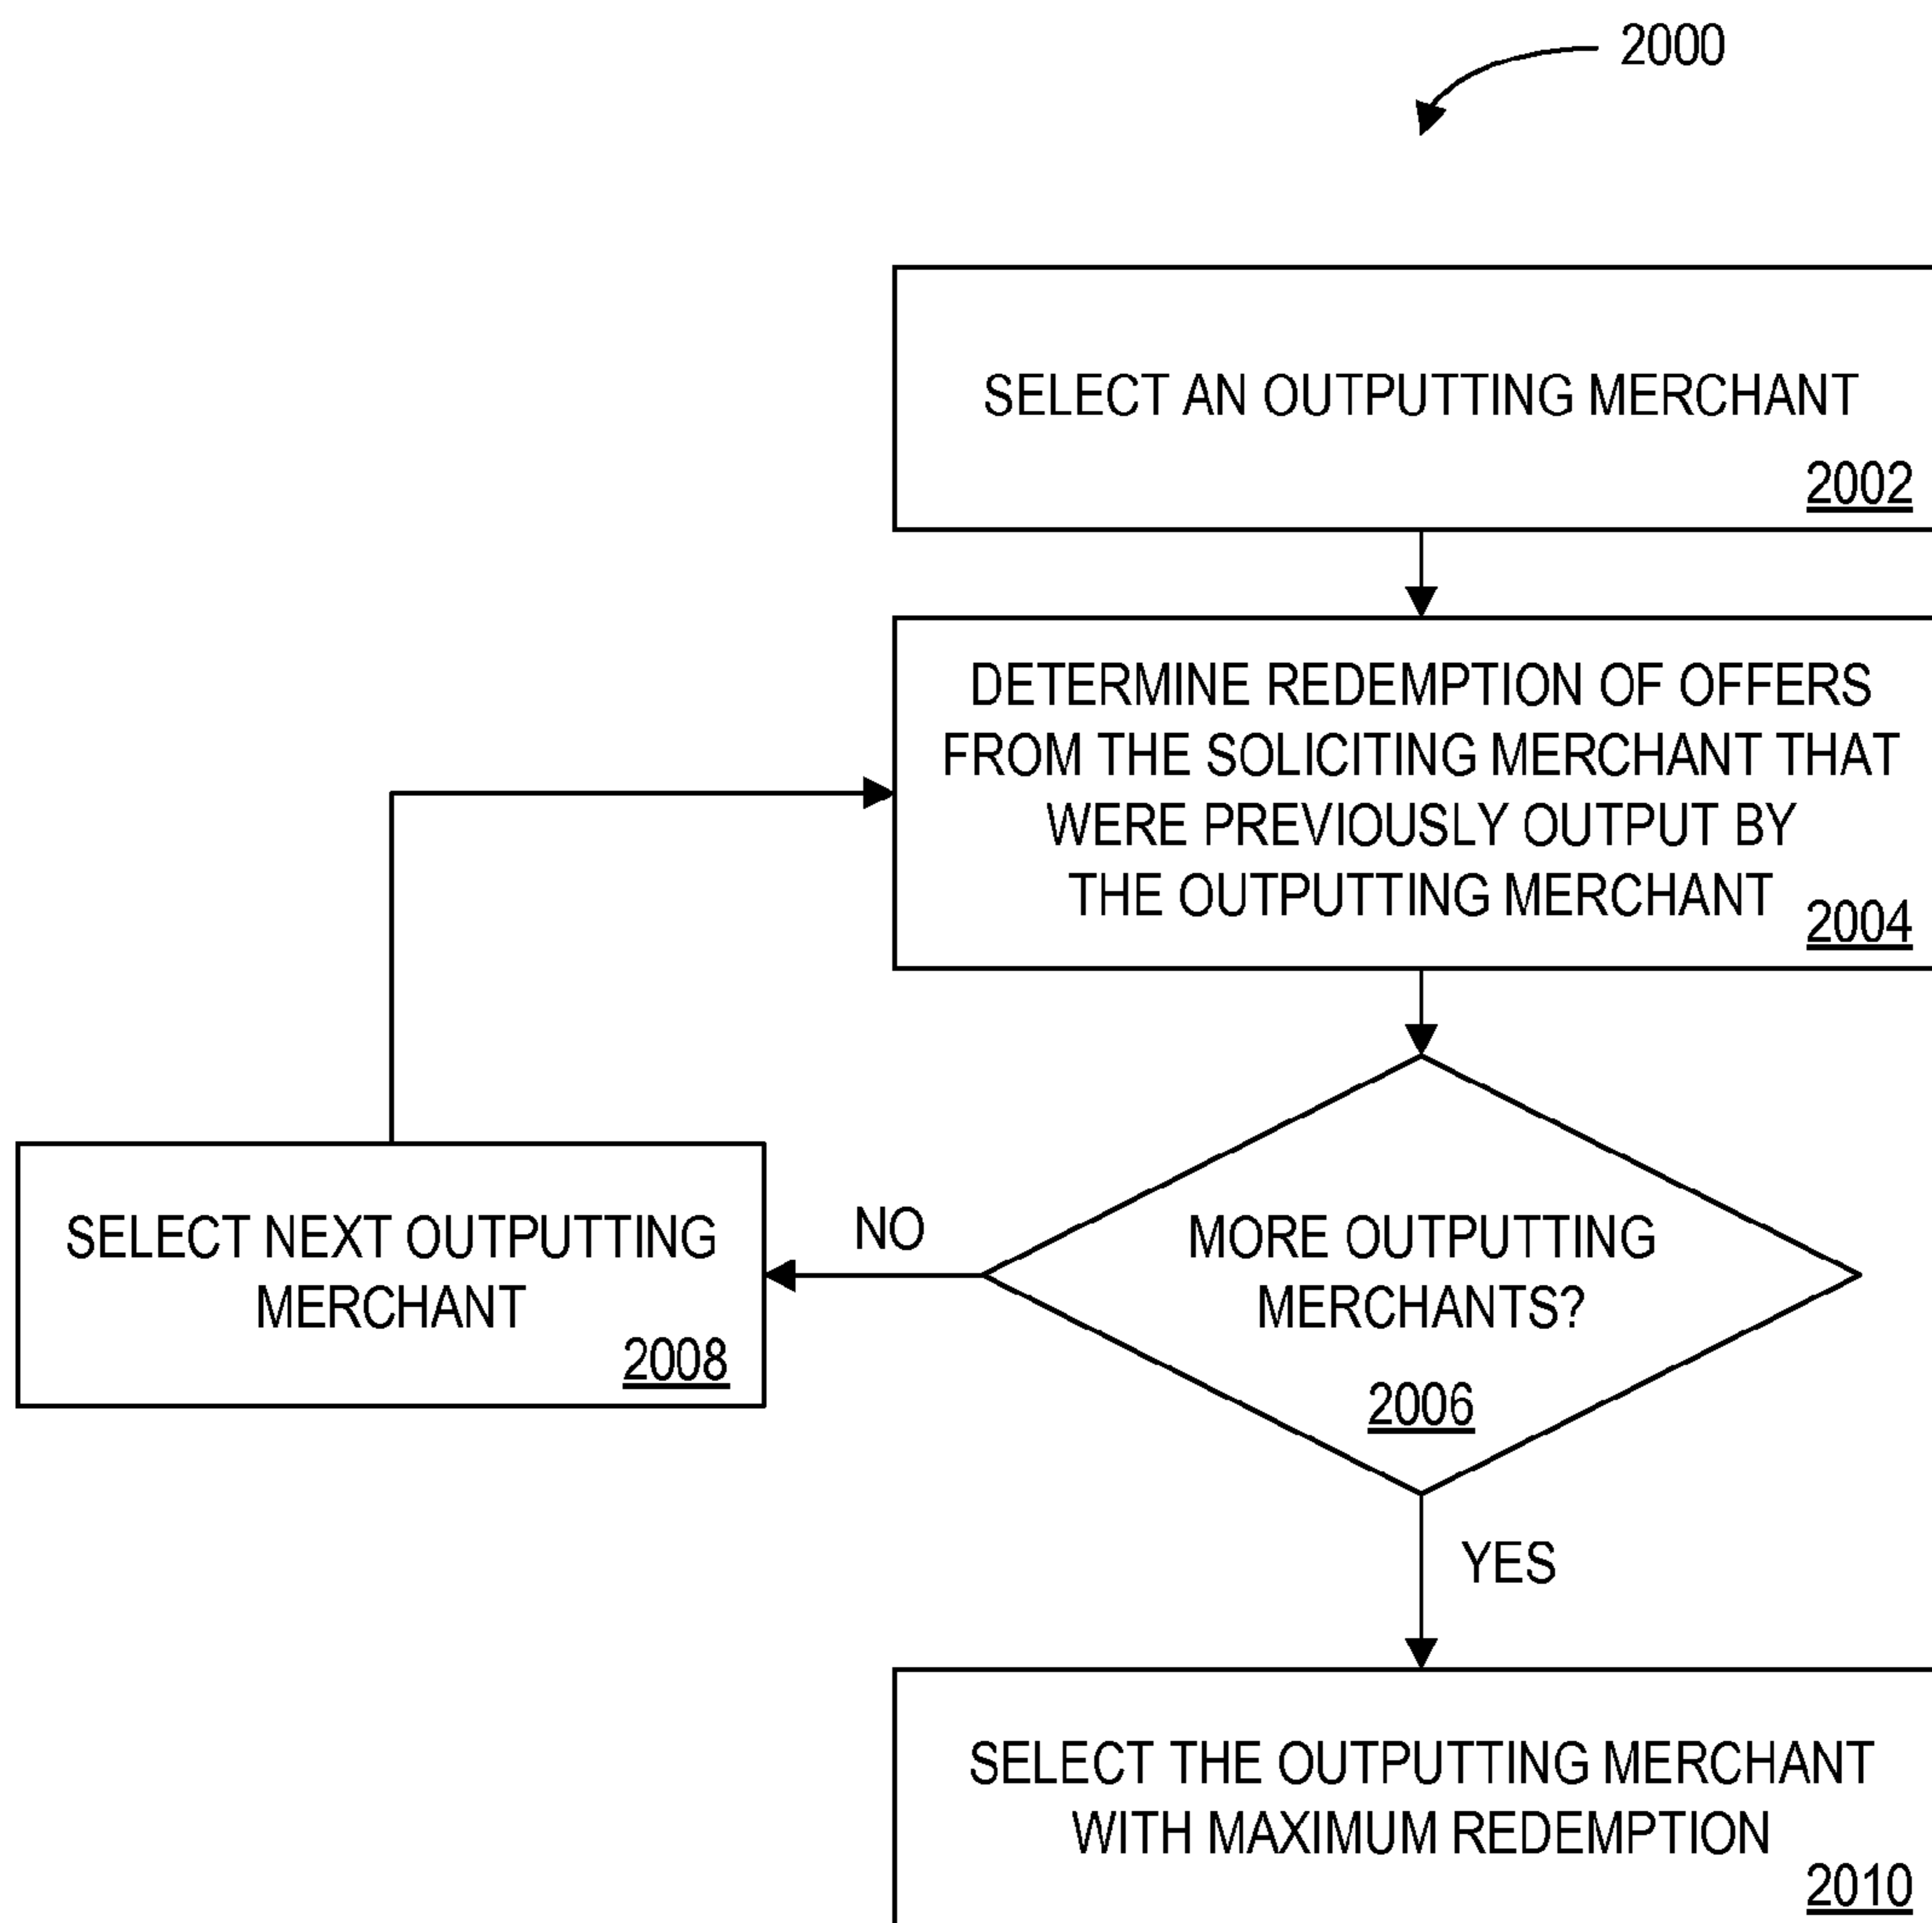 2000
SELECT AN OUTPUTTING MERCHANT
2002
DETERMINE REDEMPTION OF OFFERS
FROM THE SOLICITING MERCHANT THAT
WERE PREVIOUSLY OUTPUT BY
THE OUTPUTTING MERCHANT
2004
MORE OUTPUTTING
MERCHANTS?
2006
NO
SELECT NEXT OUTPUTTING
MERCHANT
2008
YES
SELECT THE OUTPUTTING MERCHANT
WITH MAXIMUM REDEMPTION
2010